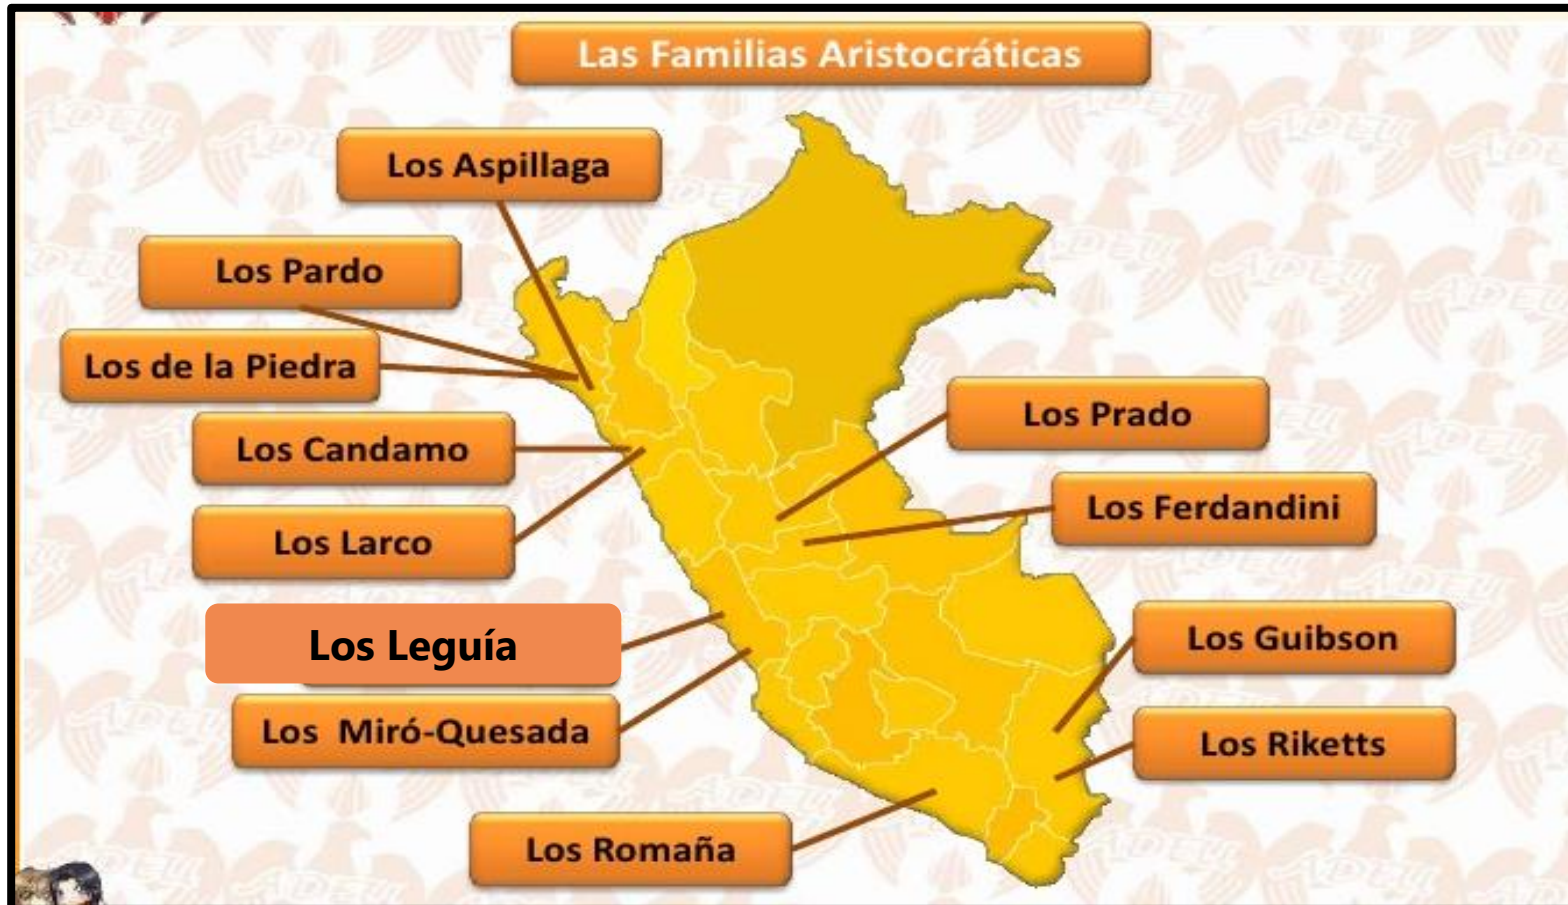 Las Familias Aristocráticas
Los Aspillaga
Los Pardo
Los de la Piedra
Los Candamo
Los Larco
Los Leguía
Los Miró-Quesada
Los Romaña
Los Prado
Los Ferdandini
Los Guibson
Los Riketts